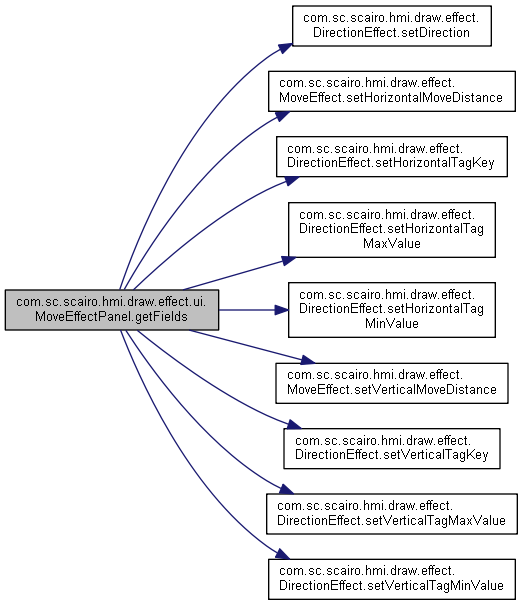 com.sc.scairo.hmi.draw.effect.
DirectionEffect.setDirection
com.sc.scairo.hmi.draw.effect.
MoveEffect.setHorizontalMoveDistance
com.sc.scairo.hmi.draw.effect.
DirectionEffect.setHorizontalTagKey
com.sc.scairo.hmi.draw.effect.
DirectionEffect.setHorizontalTag
MaxValue
com.sc.scairo.hmi.draw.effect.ui.
MoveEffectPanel.getFields
com.sc.scairo.hmi.draw.effect.
DirectionEffect.setHorizontalTag
MinValue
com.sc.scairo.hmi.draw.effect.
MoveEffect.setVerticalMoveDistance
com.sc.scairo.hmi.draw.effect.
DirectionEffect.setVerticalTagKey
com.sc.scairo.hmi.draw.effect.
DirectionEffect.setVerticalTagMaxValue
com.sc.scairo.hmi.draw.effect.
DirectionEffect.setVerticalTagMinValue